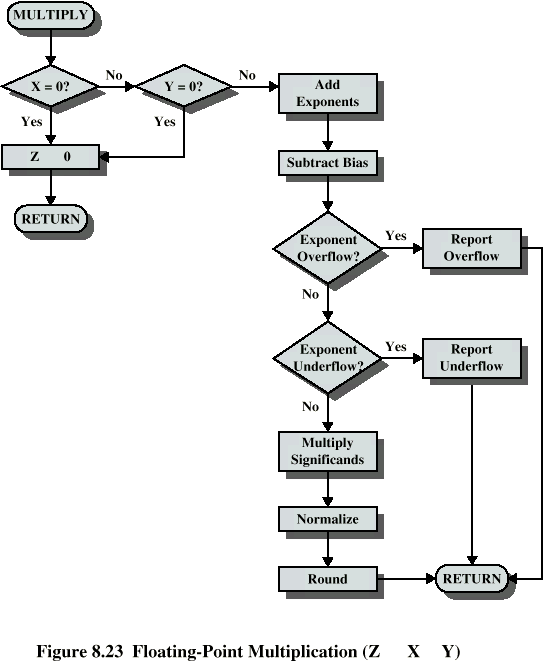 MULTIPLY
X = 0?
No
Y = 0?
No
Add
Exponents
Yes
Yes
Z 0
RETURN
Subtract Bias
Exponent
Overflow?
Yes
Report
Overflow
No
Exponent
Underflow?
Yes
Report
Underflow
No
Multiply
Significands
Normalize
Round
RETURN
Figure 8.23 Floating-Point Multiplication (Z X Y)